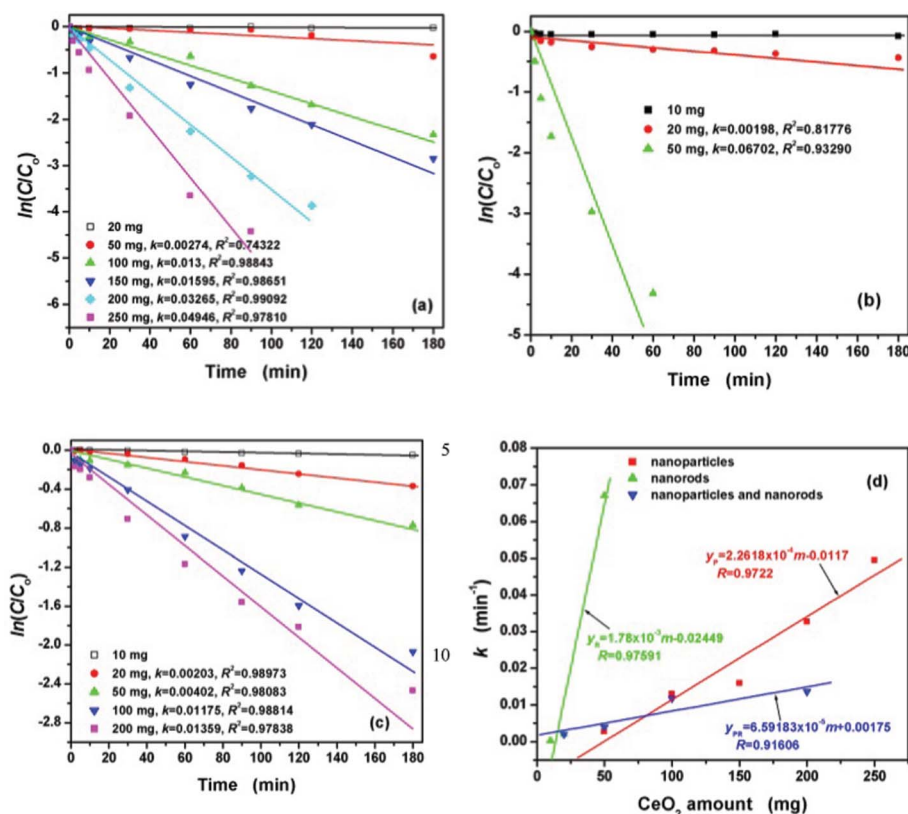 0
-1
-2
-3
-4
-5
-6
ln(C/Co)
20 mg
50 mg, k=0.00274, R²=0.74322
100 mg, k=0.013, R²=0.98843
150 mg, k=0.01595, R²=0.98651
200 mg, k=0.03265, R²=0.99092
250 mg, k=0.04946, R²=0.97810
(a)
0 20 40 60 80 100 120 140 160 180
Time (min)
0
-1
-2
-3
-4
-5
ln(C/Co)
10 mg
20 mg, k=0.00198, R²=0.81776
50 mg, k=0.06702, R²=0.93290
(b)
0 20 40 60 80 100 120 140 160 180
Time (min)
0.0
-0.4
-0.8
-1.2
-1.6
-2.0
-2.4
-2.8
ln(C/Co)
10 mg
20 mg, k=0.00203, R²=0.98973
50 mg, k=0.00402, R²=0.98083
100 mg, k=0.01175, R²=0.98814
200 mg, k=0.01359, R²=0.97838
(c)
0 20 40 60 80 100 120 140 160 180
Time (min)
5
10
0.08
0.07
0.06
0.05
0.04
0.03
0.02
0.01
0.00
k (min⁻¹)
nanoparticles
nanorods
nanoparticles and nanorods
(d)
yP=2.2618x10⁻⁴m-0.0117
R=0.9722
yR=1.78x10⁻³m-0.02449
R=0.97591
yPR=6.59183x10⁻⁵m+0.00175
R=0.91606
0 50 100 150 200 250
CeO₂ amount (mg)